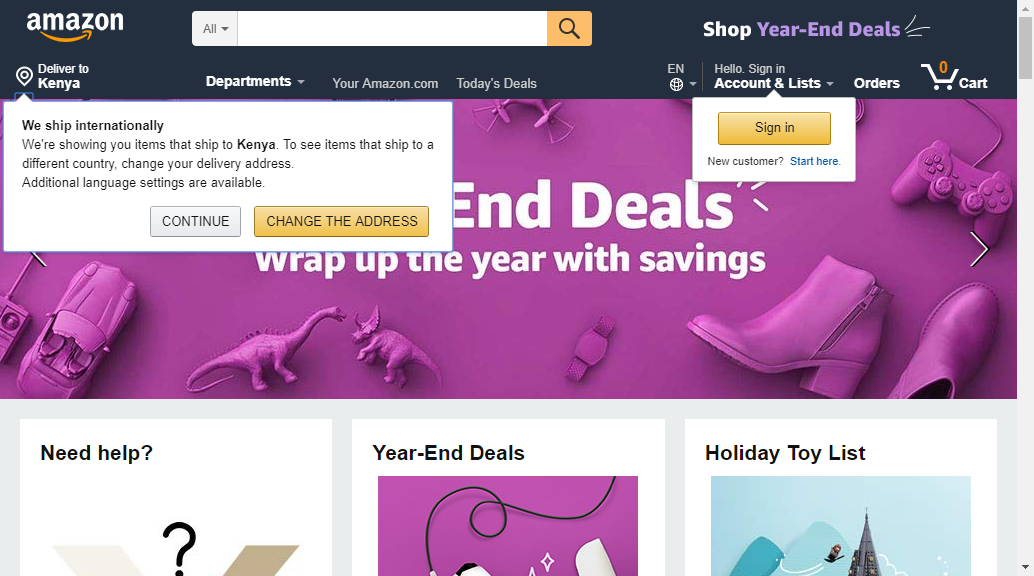 amazon
All
Shop Year-End Deals
Deliver to
Kenya
Departments
Your Amazon.com
Today's Deals
EN
Hello. Sign in
Account & Lists
Orders
0
Cart
We ship internationally
We're showing you items that ship to Kenya. To see items that ship to a
different country, change your delivery address.
Additional language settings are available.
CONTINUE
CHANGE THE ADDRESS
Sign in
New customer? Start here.
End Deals
Wrap up the year with savings
Need help?
Year-End Deals
Holiday Toy List
?